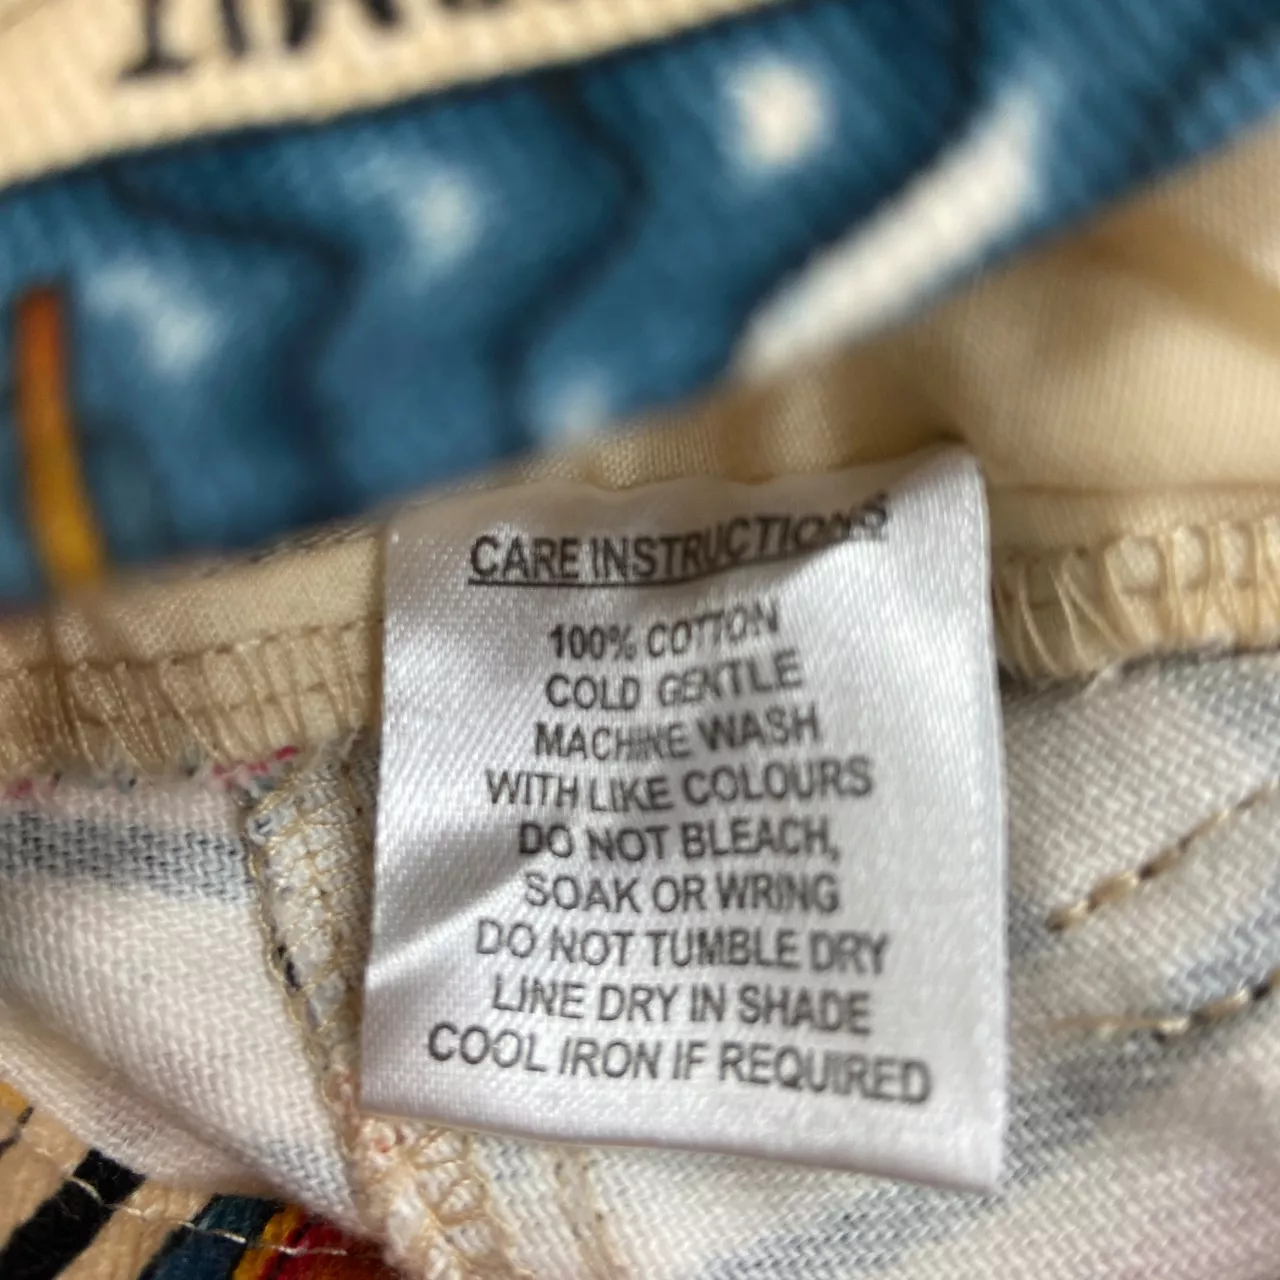 CARE INSTRUCTIONS
100% COTTON
COLD GENTLE
MACHINE WASH
WITH LIKE COLOURS
DO NOT BLEACH,
SOAK OR WRING
DO NOT TUMBLE DRY
LINE DRY IN SHADE
COOL IRON IF REQUIRED